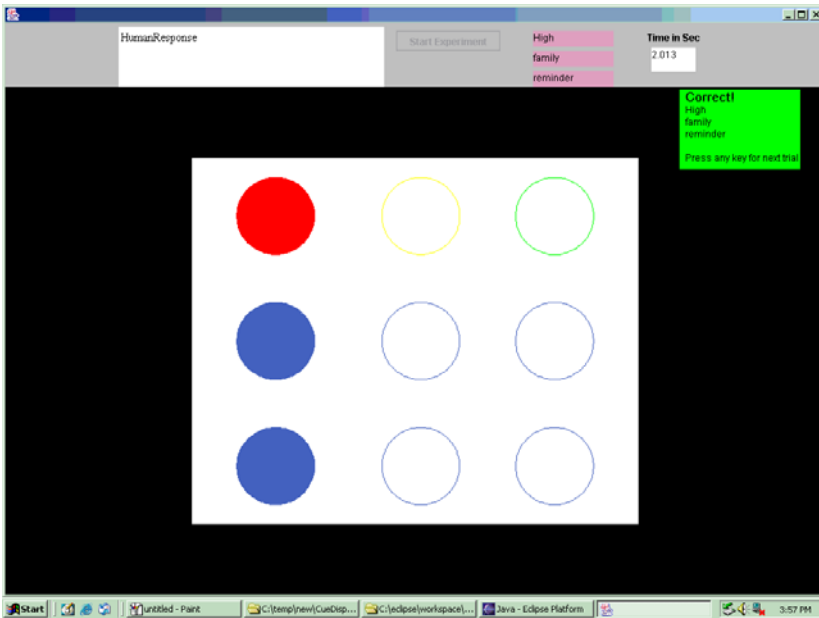 HumanResponse
Start Experiment
High
family
reminder
Time in Sec
2.013
Correct!
High
family
reminder
Press any key for next trial
Start
untitled - Paint
C:\temp\new\CueDisp...
C:\eclipse\workspace\...
Java - Eclipse Platform
3:57 PM